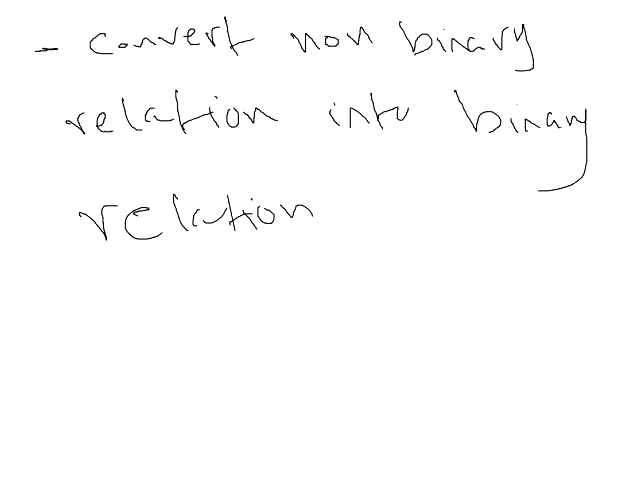 - convert non binary
relation into binary
relation